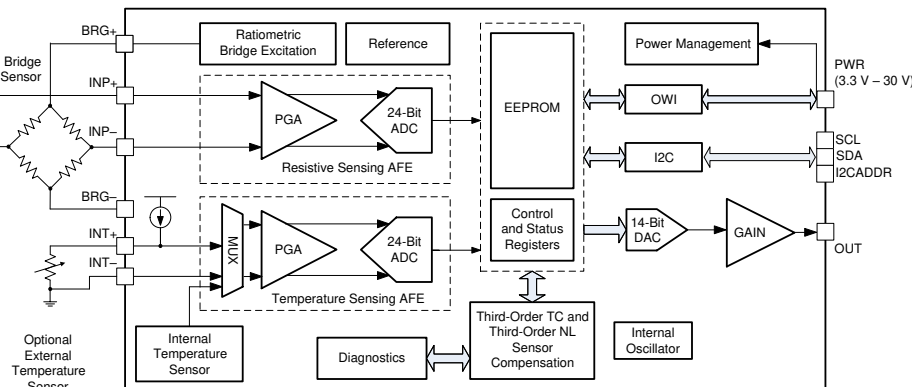 BRG+
Ratiometric
Bridge Excitation
Reference
Power Management
PWR
(3.3 V – 30 V)
Bridge
Sensor
INP+
EEPROM
OWI
PGA
24-Bit
ADC
SCL
SDA
I2CADDR
INP–
I2C
Resistive Sensing AFE
BRG–
Control
and Status
Registers
14-Bit
DAC
GAIN
OUT
INT+
MUX
PGA
24-Bit
ADC
INT–
Temperature Sensing AFE
Third-Order TC and
Third-Order NL
Sensor
Compensation
Internal
Oscillator
Optional
External
Temperature
Sensor
Internal
Temperature
Sensor
Diagnostics